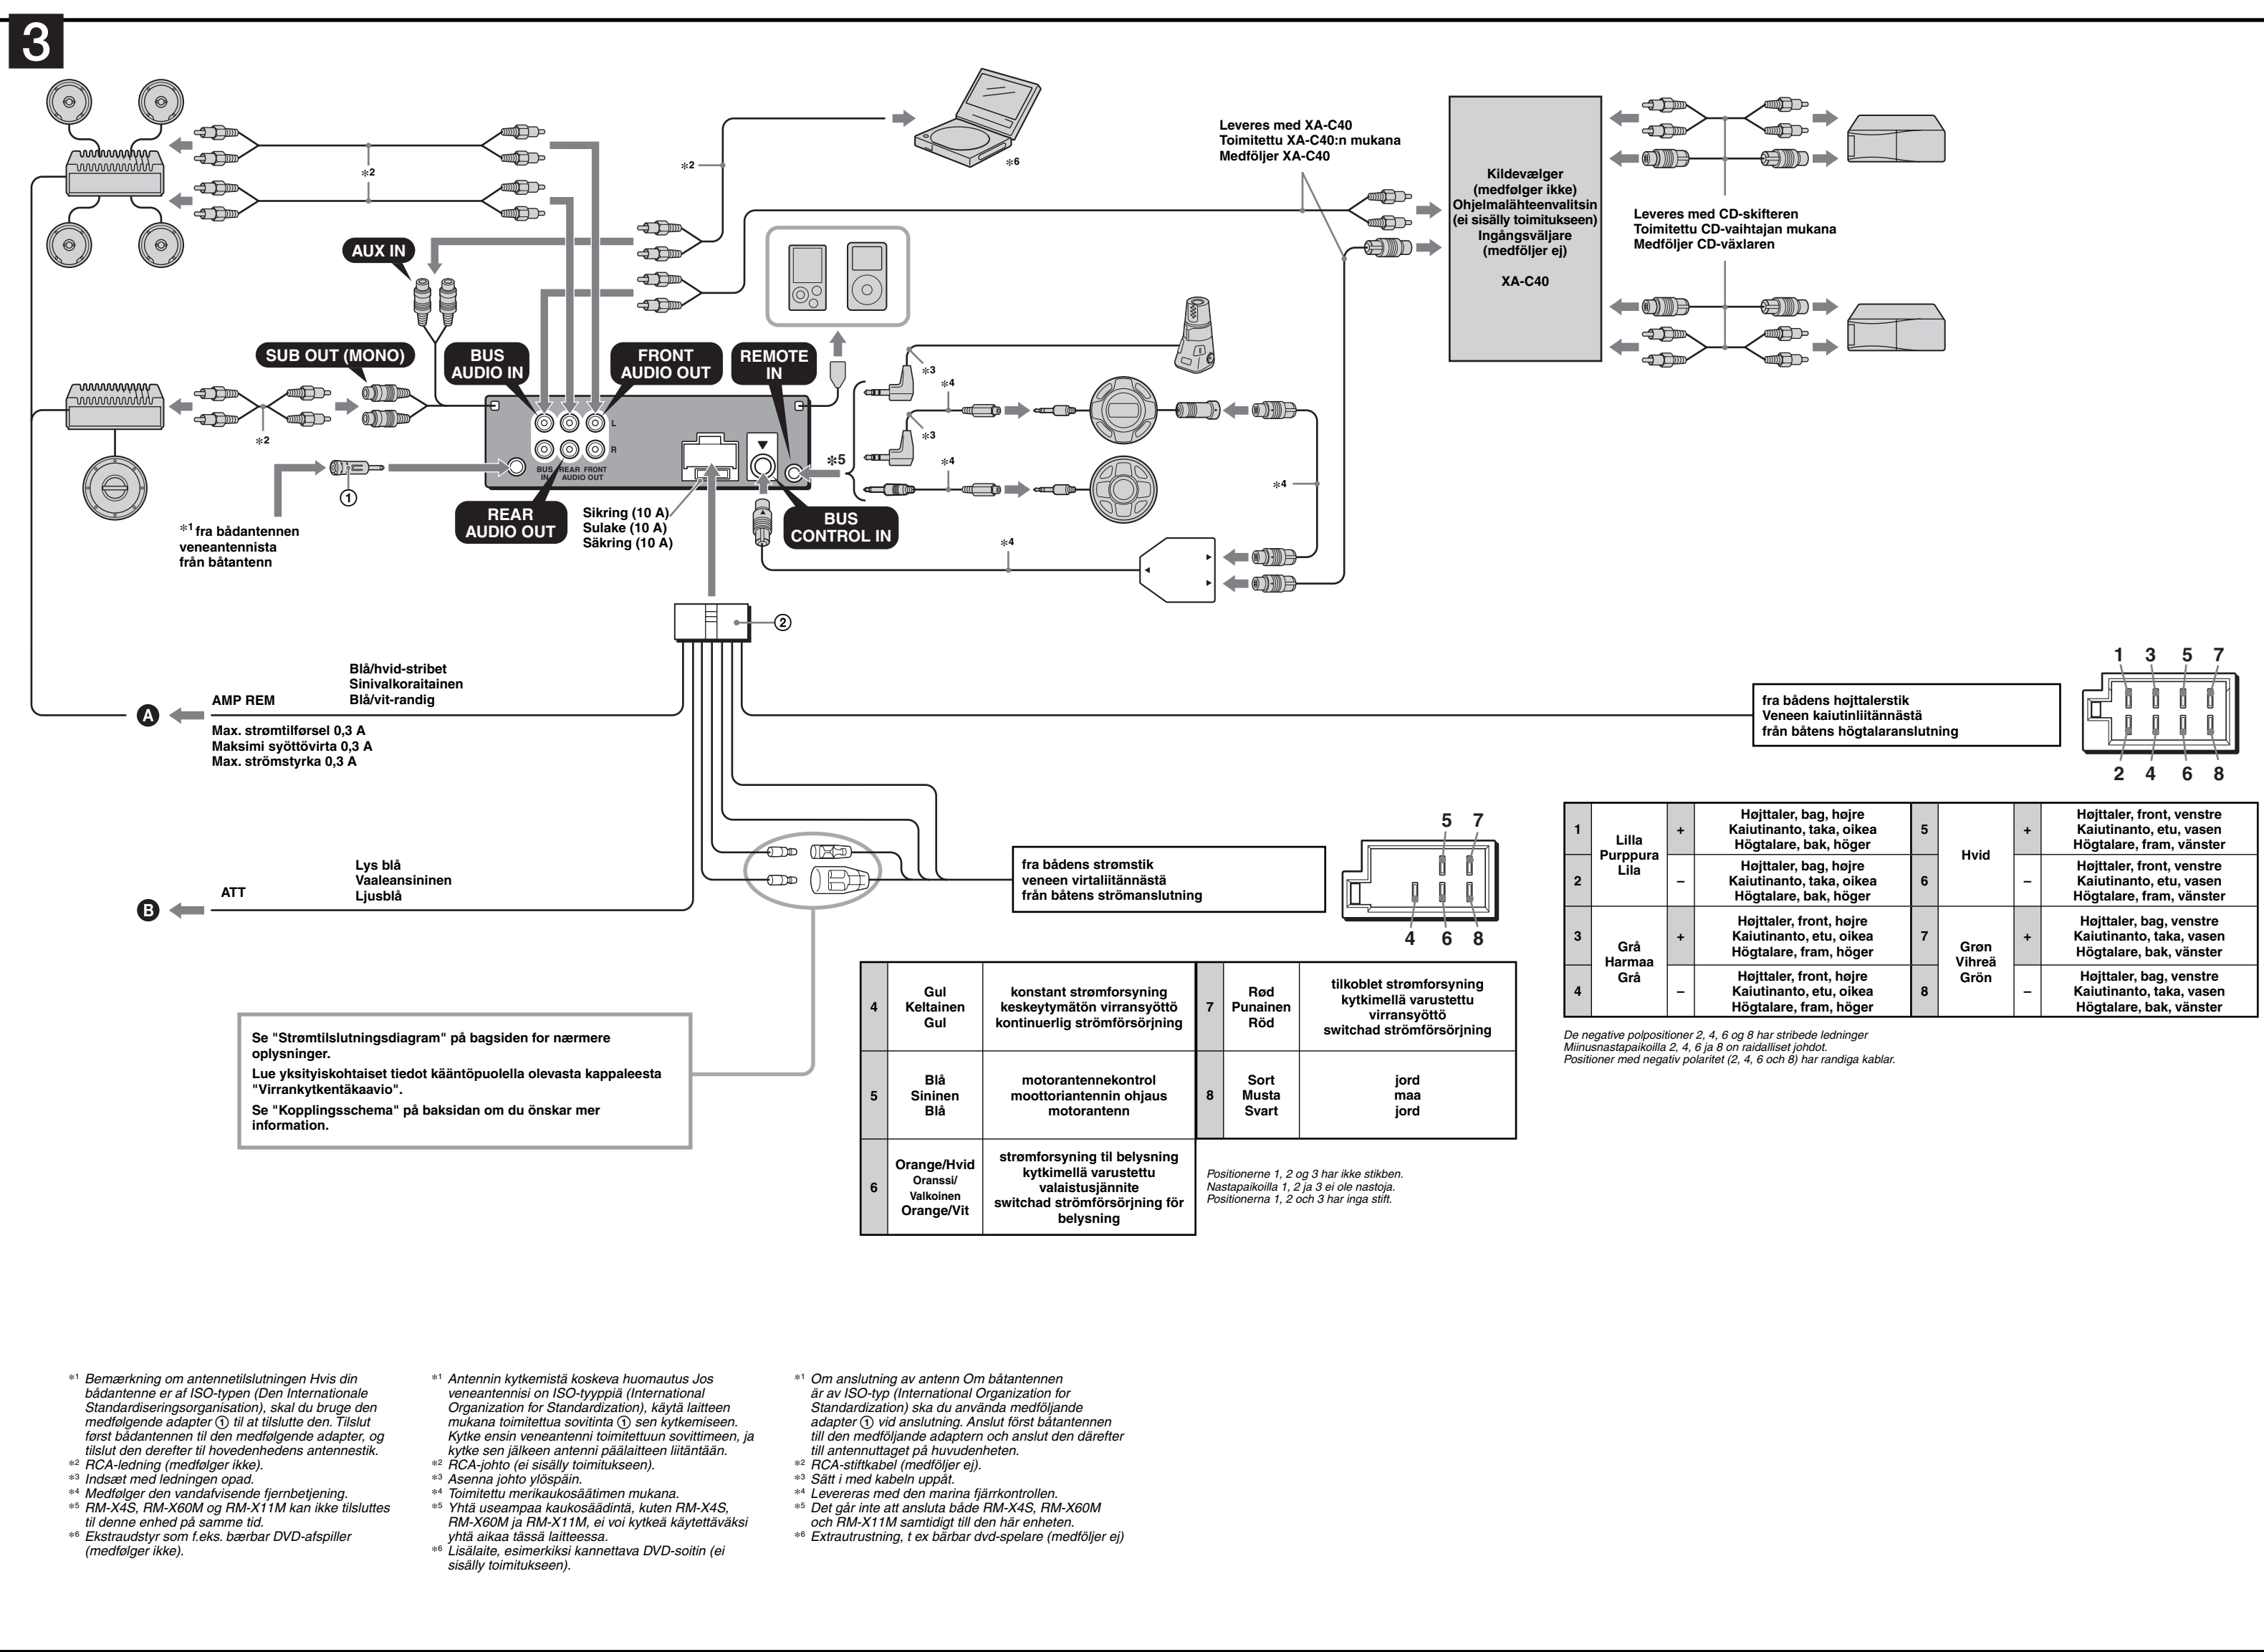 3
AUX IN
SUB OUT (MONO)
BUS
AUDIO IN
FRONT
AUDIO OUT
REMOTE
IN
REAR
AUDIO OUT
BUS
CONTROL IN
L
R
BUS
IN
REAR
FRONT
AUDIO OUT
*2
*2
*2
*6
*3
*4
*3
*4
*5
*4
*4
①
*1 fra bådantennen
veneantennista
från båtantenn
Sikring (10 A)
Sulake (10 A)
Säkring (10 A)
②
Leveres med XA-C40
Toimitettu XA-C40:n mukana
Medföljer XA-C40
Kildevælger
(medfølger ikke)
Ohjelmalähteenvalitsin
(ei sisälly toimitukseen)
Ingångsväljare
(medföljer ej)
XA-C40
Leveres med CD-skifteren
Toimitettu CD-vaihtajan mukana
Medföljer CD-växlaren
A
AMP REM
Blå/hvid-stribet
Sinivalkoraitainen
Blå/vit-randig
Max. strømtilførsel 0,3 A
Maksimi syöttövirta 0,3 A
Max. strömstyrka 0,3 A
B
ATT
Lys blå
Vaaleansininen
Ljusblå
fra bådens højttalerstik
Veneen kaiutinliitännästä
från båtens högtalaranslutning
1 3 5 7
2 4 6 8
fra bådens strømstik
veneen virtaliitännästä
från båtens strömanslutning
5 7
4 6 8
1
Lilla
Purppura
Lila
+
Højttaler, bag, højre
Kaiutinanto, taka, oikea
Högtalare, bak, höger
2
–
Højttaler, bag, højre
Kaiutinanto, taka, oikea
Högtalare, bak, höger
3
Grå
Harmaa
Grå
+
Højttaler, front, højre
Kaiutinanto, etu, oikea
Högtalare, fram, höger
4
–
Højttaler, front, højre
Kaiutinanto, etu, oikea
Högtalare, fram, höger
5
Hvid
+
Højttaler, front, venstre
Kaiutinanto, etu, vasen
Högtalare, fram, vänster
6
–
Højttaler, front, venstre
Kaiutinanto, etu, vasen
Högtalare, fram, vänster
7
Grøn
Vihreä
Grön
+
Højttaler, bag, venstre
Kaiutinanto, taka, vasen
Högtalare, bak, vänster
8
–
Højttaler, bag, venstre
Kaiutinanto, taka, vasen
Högtalare, bak, vänster
De negative polpositioner 2, 4, 6 og 8 har stribede ledninger
Miinusnastapaikoilla 2, 4, 6 ja 8 on raidalliset johdot.
Positioner med negativ polaritet (2, 4, 6 och 8) har randiga kablar.
4
Gul
Keltainen
Gul
konstant strømforsyning
keskeytymätön virransyöttö
kontinuerlig strömförsörjning
5
Blå
Sininen
Blå
motorantennekontrol
moottoriantennin ohjaus
motorantenn
6
Orange/Hvid
Oranssi/
Valkoinen
Orange/Vit
strømforsyning til belysning
kytkimellä varustettu
valaistusjännite
switchad strömförsörjning för
belysning
7
Rød
Punainen
Röd
tilkoblet strømforsyning
kytkimellä varustettu
virransyöttö
switchad strömförsörjning
8
Sort
Musta
Svart
jord
maa
jord
Positionerne 1, 2 og 3 har ikke stikben.
Nastapaikoilla 1, 2 ja 3 ei ole nastoja.
Positionerna 1, 2 och 3 har inga stift.
Se "Strømtilslutningsdiagram" på bagsiden for nærmere
oplysninger.
Lue yksityiskohtaiset tiedot kääntöpuolella olevasta kappaleesta
"Virrankytkentäkaavio".
Se "Kopplingsschema" på baksidan om du önskar mer
information.
*1 Bemærkning om antennetilslutningen Hvis din
bådantenne er af ISO-typen (Den Internationale
Standardiseringsorganisation), skal du bruge den
medfølgende adapter ① til at tilslutte den. Tilslut
først bådantennen til den medfølgende adapter, og
tilslut den derefter til hovedenhedens antennestik.
*2 RCA-ledning (medfølger ikke).
*3 Indsæt med ledningen opad.
*4 Medfølger den vandafvisende fjernbetjening.
*5 RM-X4S, RM-X60M og RM-X11M kan ikke tilsluttes
til denne enhed på samme tid.
*6 Ekstraudstyr som f.eks. bærbar DVD-afspiller
(medfølger ikke).
*1 Antennin kytkemistä koskeva huomautus Jos
veneantennisi on ISO-tyyppiä (International
Organization for Standardization), käytä laitteen
mukana toimitettua sovitinta ① sen kytkemiseen.
Kytke ensin veneantenni toimitettuun sovittimeen, ja
kytke sen jälkeen antenni päälaitteen liitäntään.
*2 RCA-johto (ei sisälly toimitukseen).
*3 Asenna johto ylöspäin.
*4 Toimitettu merikaukosäätimen mukana.
*5 Yhtä useampaa kaukosäädintä, kuten RM-X4S,
RM-X60M ja RM-X11M, ei voi kytkeä käytettäväksi
yhtä aikaa tässä laitteessa.
*6 Lisälaite, esimerkiksi kannettava DVD-soitin (ei
sisälly toimitukseen).
*1 Om anslutning av antenn Om båtantennen
är av ISO-typ (International Organization for
Standardization) ska du använda medföljande
adapter ① vid anslutning. Anslut först båtantennen
till den medföljande adaptern och anslut den därefter
till antennuttaget på huvudenheten.
*2 RCA-stiftkabel (medföljer ej).
*3 Sätt i med kabeln uppåt.
*4 Levereras med den marina fjärrkontrollen.
*5 Det går inte att ansluta både RM-X4S, RM-X60M
och RM-X11M samtidigt till den här enheten.
*6 Extrautrustning, t ex bärbar dvd-spelare (medföljer ej)